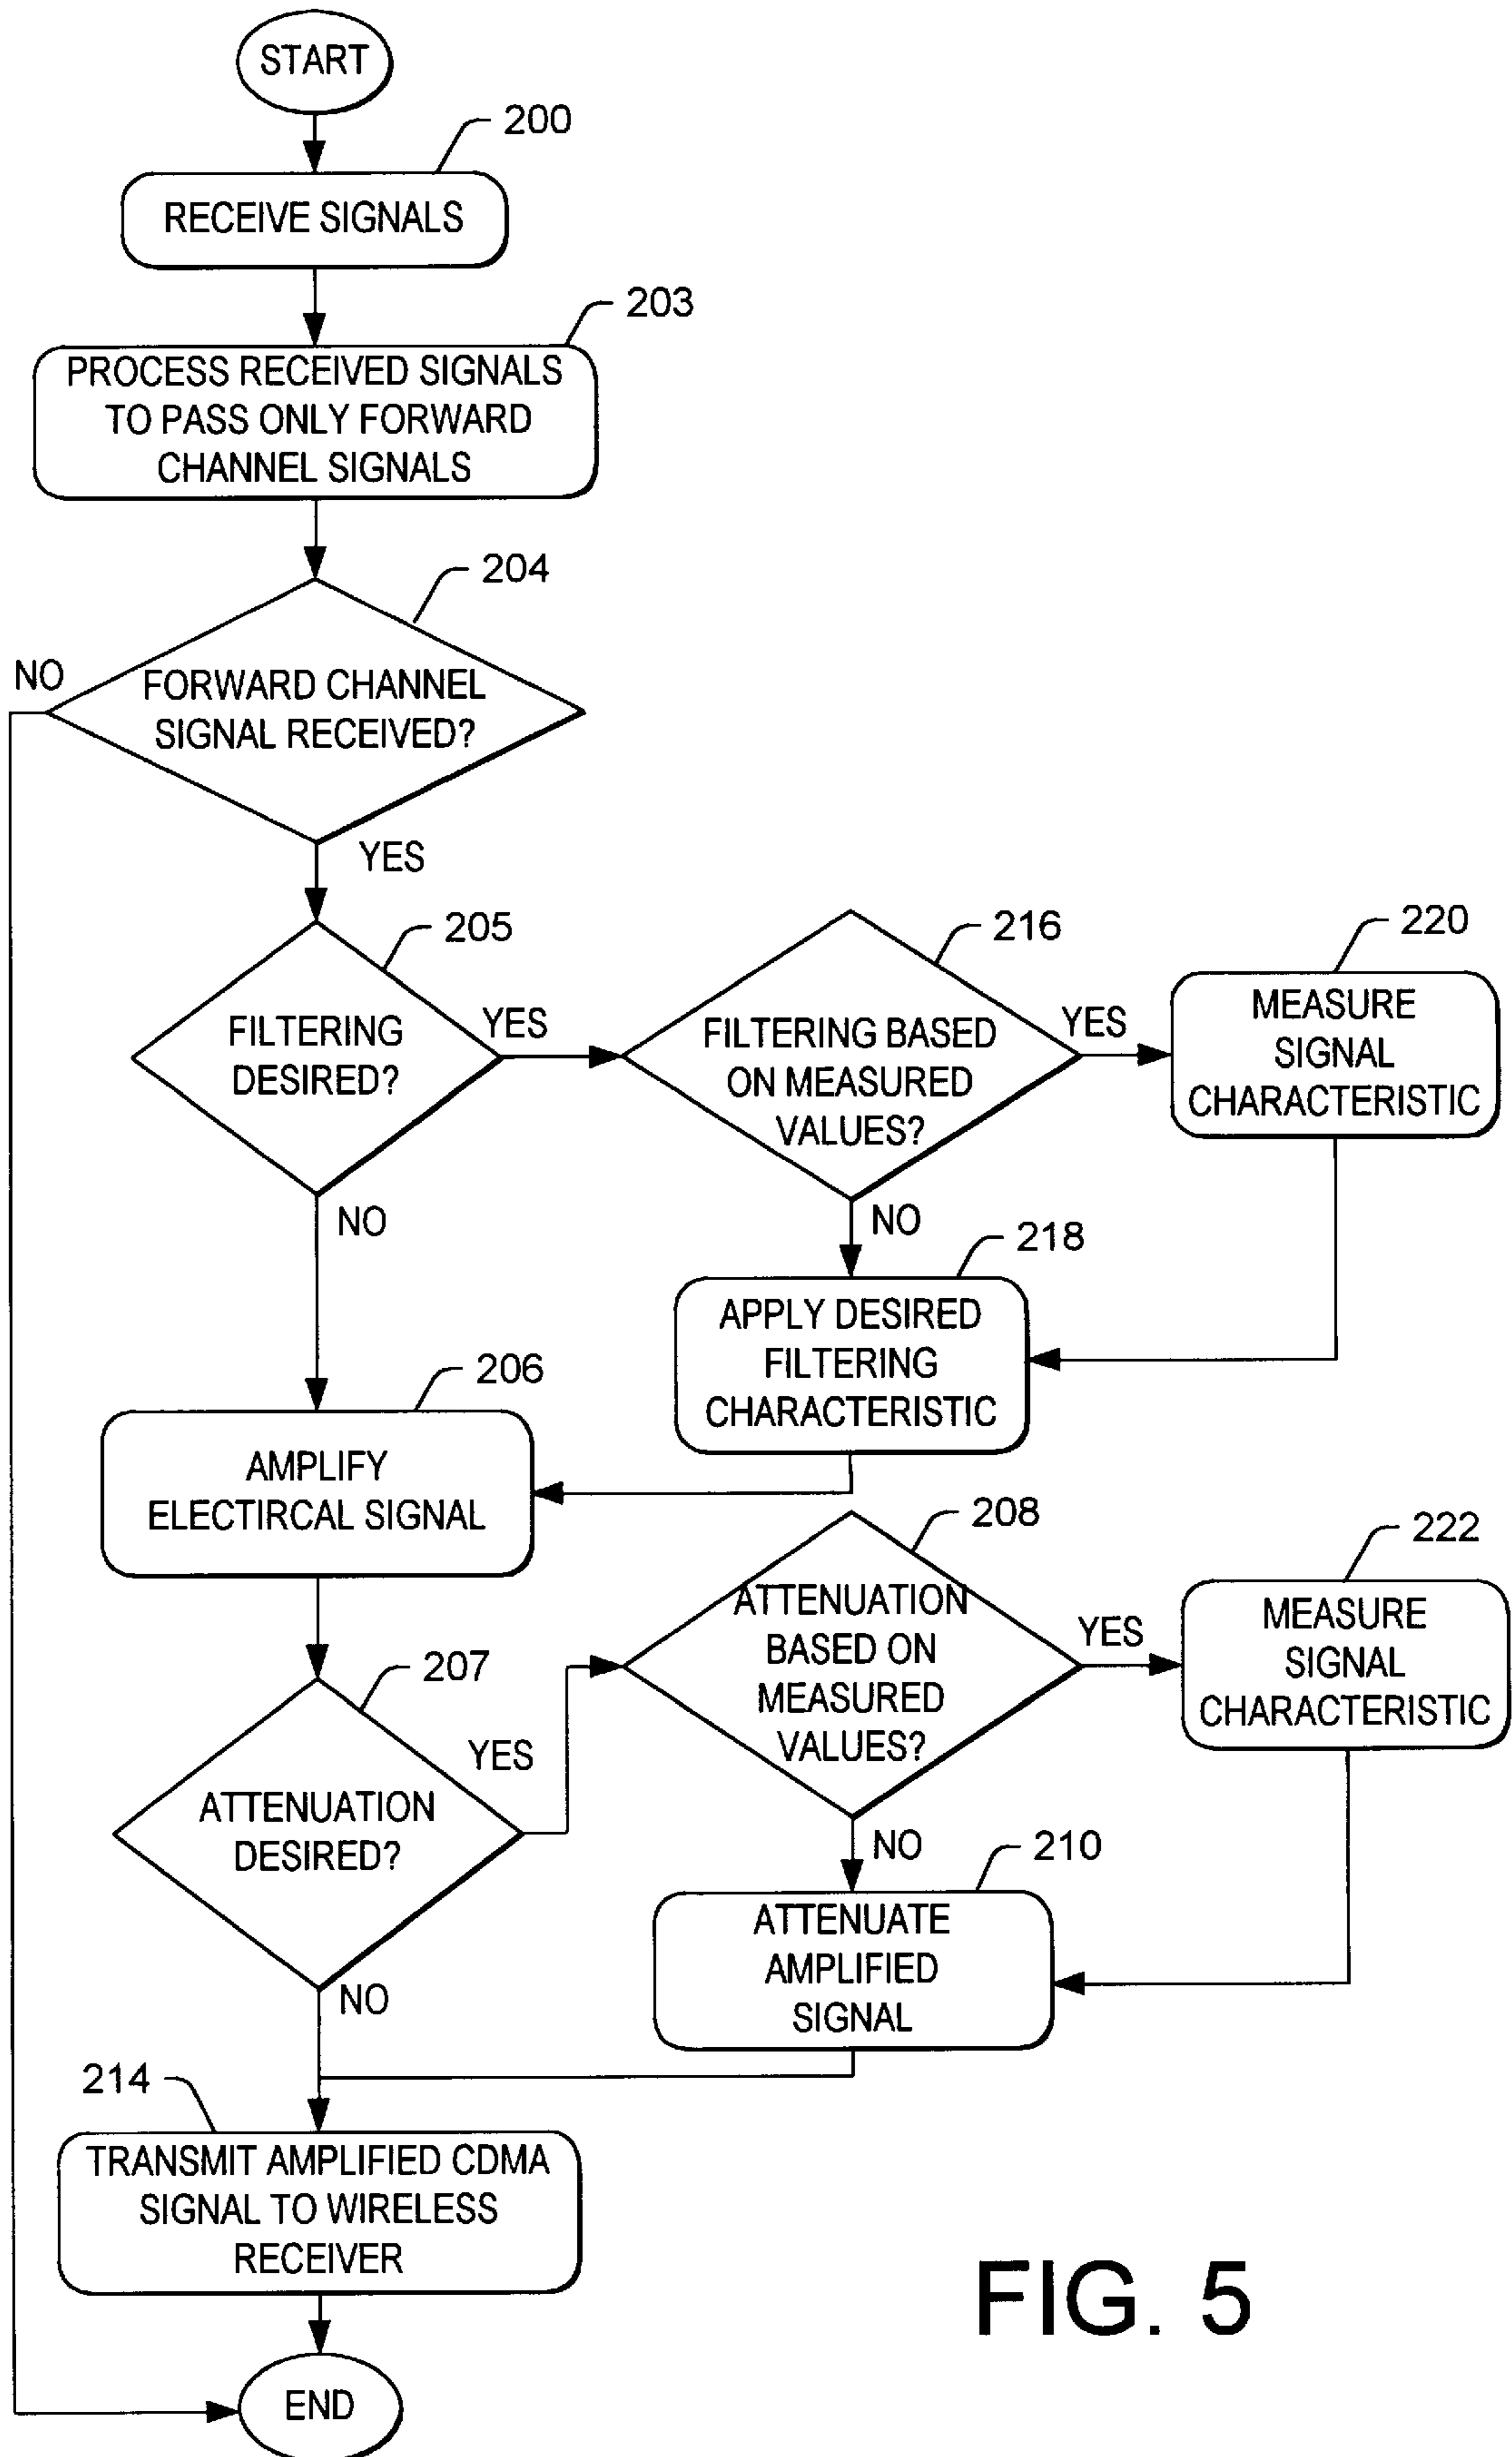 START
200
RECEIVE SIGNALS
203
PROCESS RECEIVED SIGNALS
TO PASS ONLY FORWARD
CHANNEL SIGNALS
204
NO
FORWARD CHANNEL
SIGNAL RECEIVED?
YES
205
FILTERING
DESIRED?
YES
216
FILTERING BASED
ON MEASURED
VALUES?
YES
220
MEASURE
SIGNAL
CHARACTERISTIC
NO
NO
218
APPLY DESIRED
FILTERING
CHARACTERISTIC
206
AMPLIFY
ELECTIRCAL SIGNAL
208
ATTENUATION
BASED ON
MEASURED
VALUES?
YES
222
MEASURE
SIGNAL
CHARACTERISTIC
207
ATTENUATION
DESIRED?
YES
NO
NO
210
ATTENUATE
AMPLIFIED
SIGNAL
214
TRANSMIT AMPLIFIED CDMA
SIGNAL TO WIRELESS
RECEIVER
END
FIG. 5